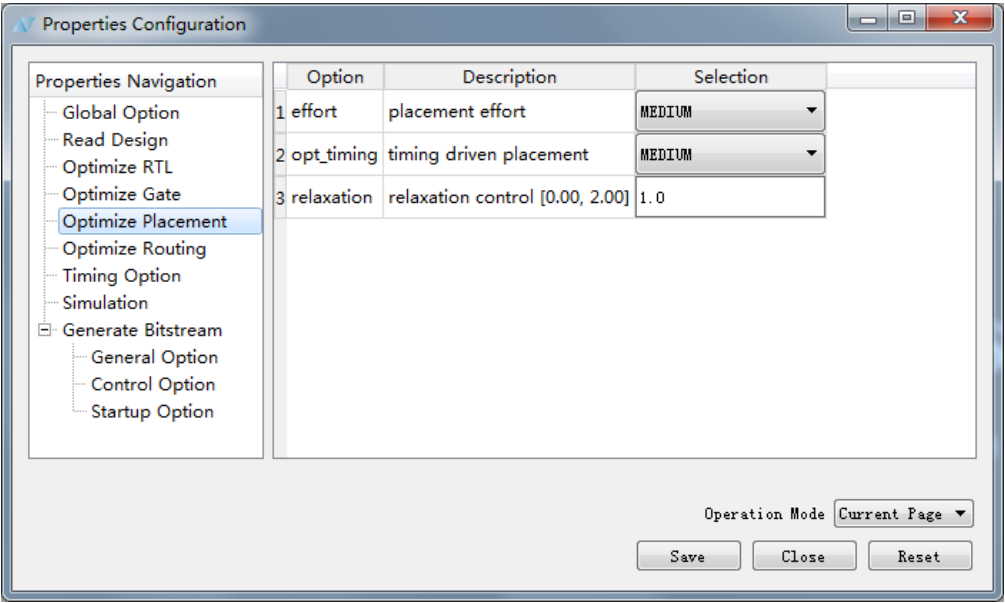 Properties Configuration
Properties Navigation
Global Option
Read Design
Optimize RTL
Optimize Gate
Optimize Placement
Optimize Routing
Timing Option
Simulation
Generate Bitstream
General Option
Control Option
Startup Option
Option Description Selection
1 effort placement effort MEDIUM
2 opt_timing timing driven placement MEDIUM
3 relaxation relaxation control [0.00, 2.00] 1.0
Operation Mode Current Page
Save Close Reset